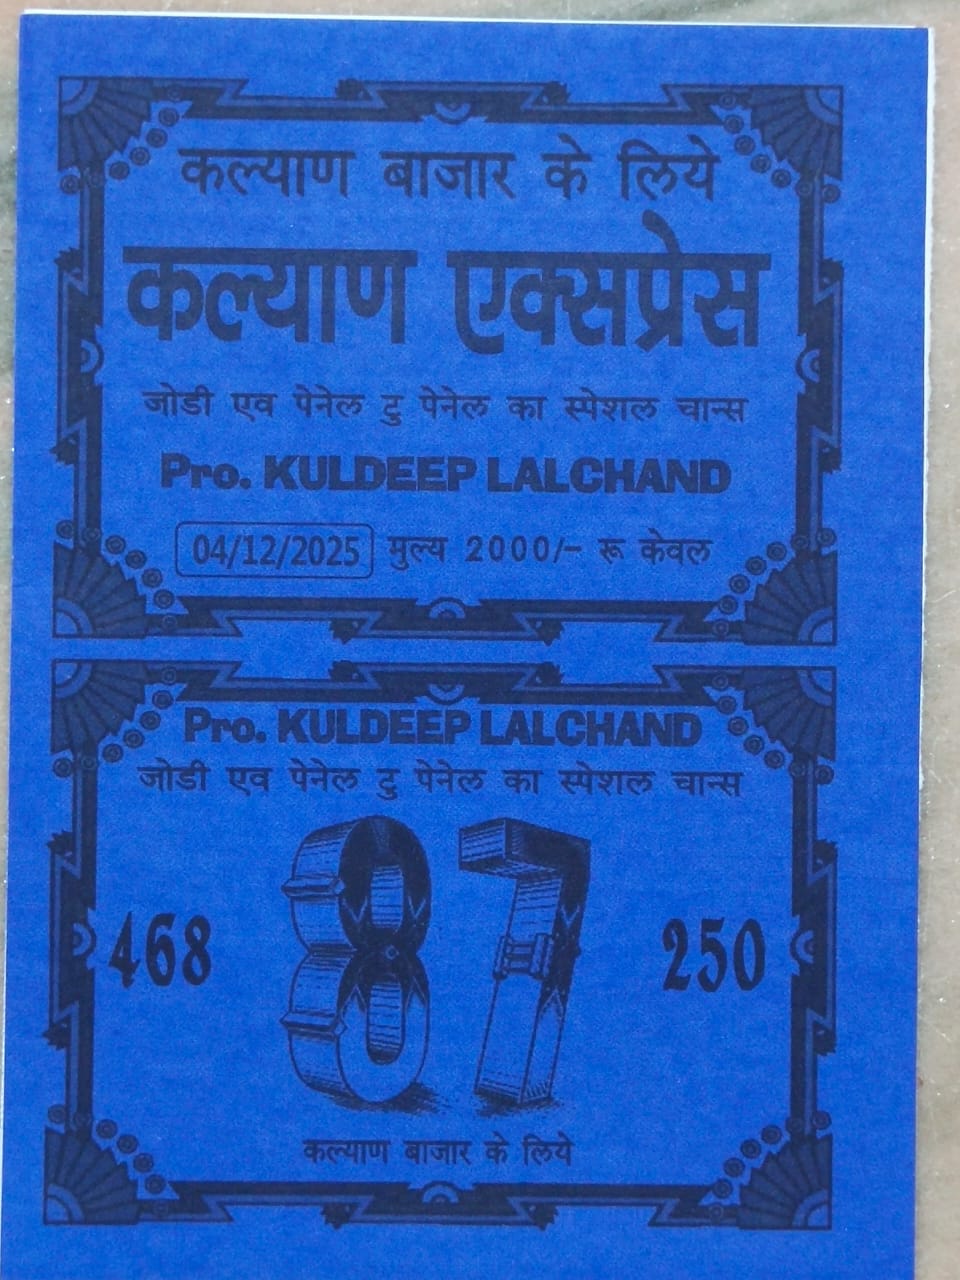 कल्याण बाजार के लिये
कल्याण एक्सप्रेस
जोडी एव पेनेल टु पेनेल का स्पेशल चान्स
Pro. KULDEEP LALCHAND
04/12/2025 मुल्य 2000/- रू केवल
Pro. KULDEEP LALCHAND
जोडी एव पेनेल टु पेनेल का स्पेशल चान्स
468 87 250
कल्याण बाजार के लिये